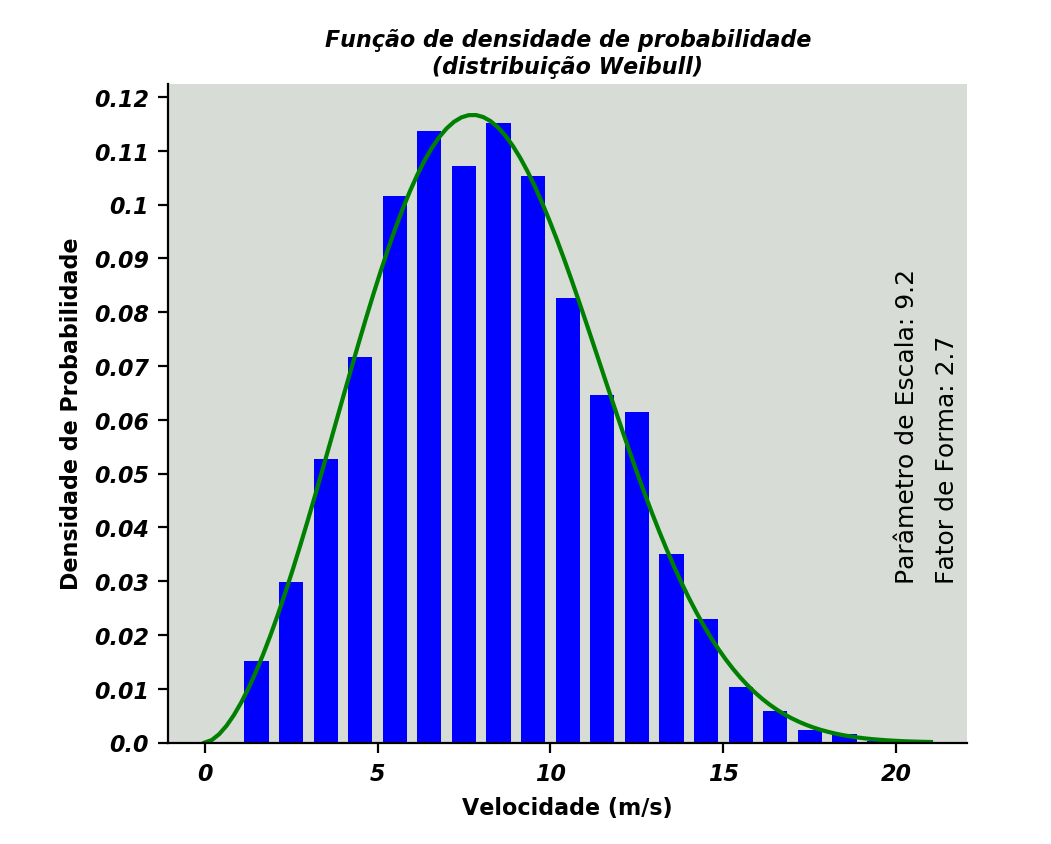 Função de densidade de probabilidade
(distribuição Weibull)
0.12
0.11
0.1
0.09
0.08
0.07
0.06
0.05
0.04
0.03
0.02
0.01
0.0
Densidade de Probabilidade
Parâmetro de Escala: 9.2
Fator de Forma: 2.7
0 5 10 15 20
Velocidade (m/s)